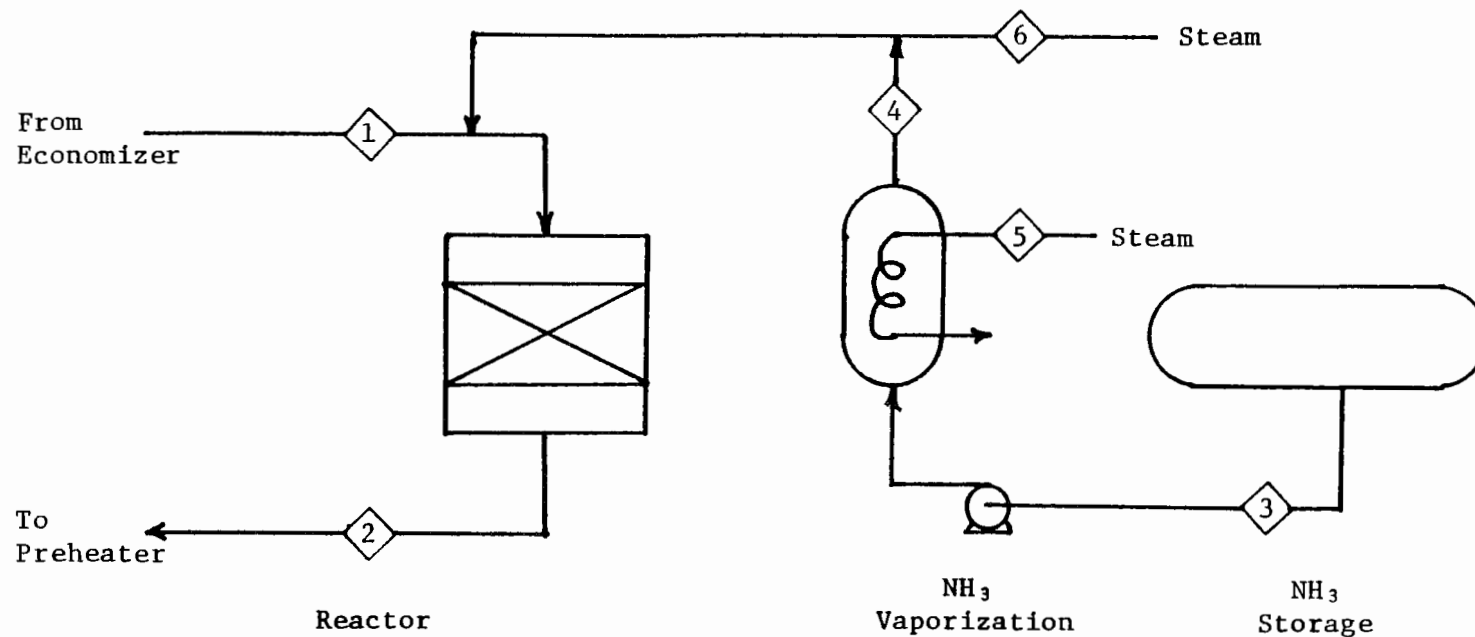 6
Steam
4
From
Economizer
1
5
Steam
To
Preheater
2
3
Reactor
NH₃
Vaporization
NH₃
Storage